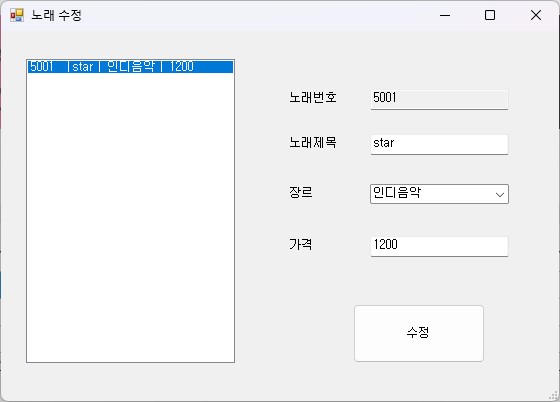 노래 수정
5001 | star | 인디음악 | 1200
노래번호 5001
노래제목 star
장르 인디음악
가격 1200
수정